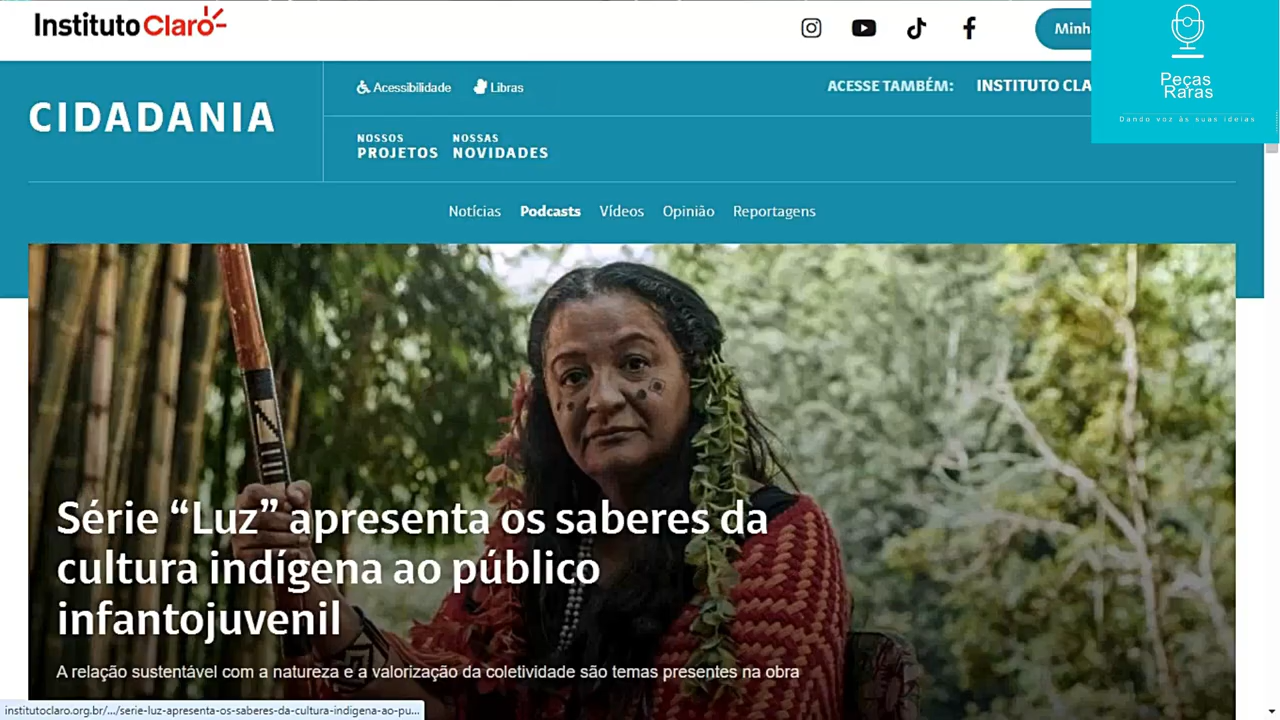 Instituto Claro
Minh
Peças
Raras
Dando voz às suas ideias
CIDADANIA
Acessibilidade
Libras
ACESSE TAMBÉM:
INSTITUTO CLA
NOSSOS
PROJETOS
NOSSAS
NOVIDADES
Notícias
Podcasts
Vídeos
Opinião
Reportagens
Série “Luz” apresenta os saberes da
cultura indígena ao público
infantojuvenil
A relação sustentável com a natureza e a valorização da coletividade são temas presentes na obra
institutoclaro.org.br/.../serie-luz-apresenta-os-saberes-da-cultura-indigena-ao-pu...